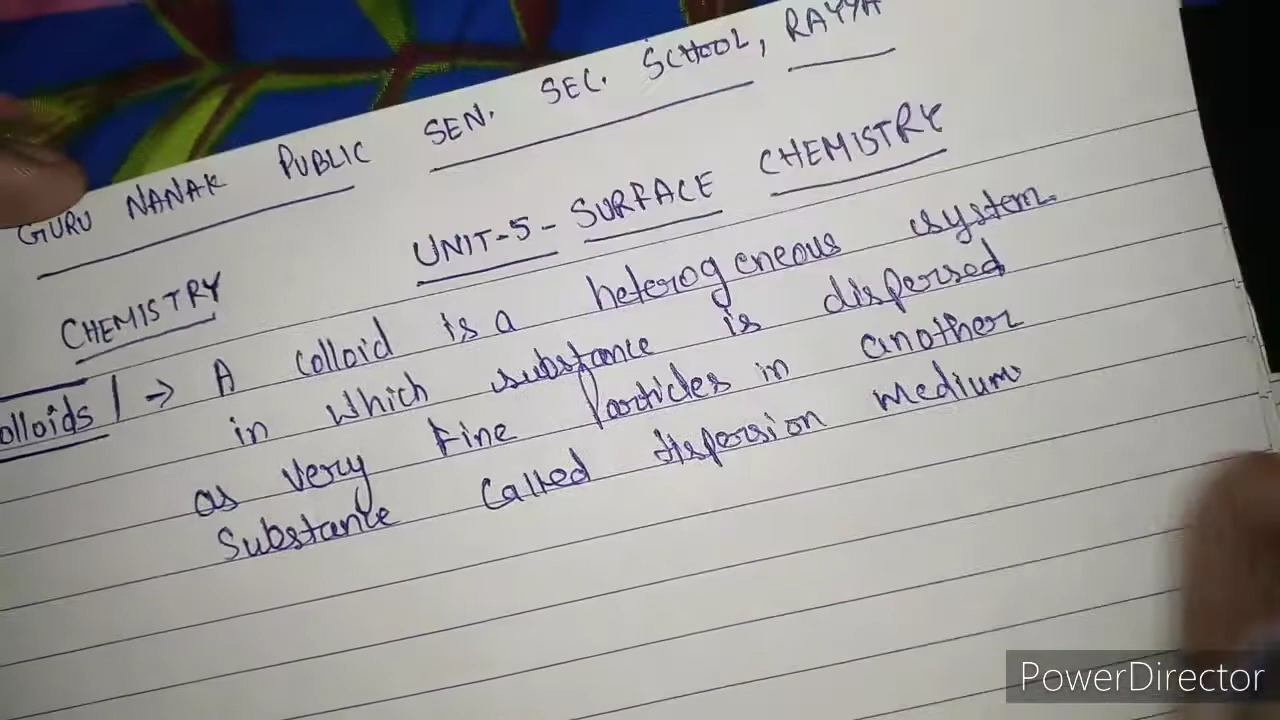 GURU NANAK PUBLIC SEN. SEC. SCHOOL, RAYYA
UNIT-5- SURFACE CHEMISTRY
CHEMISTRY
olloids | → A colloid is a heterogeneous system.
in which substance is dispersed
as very Fine Particles in another
Substance called dispersion medium
PowerDirector